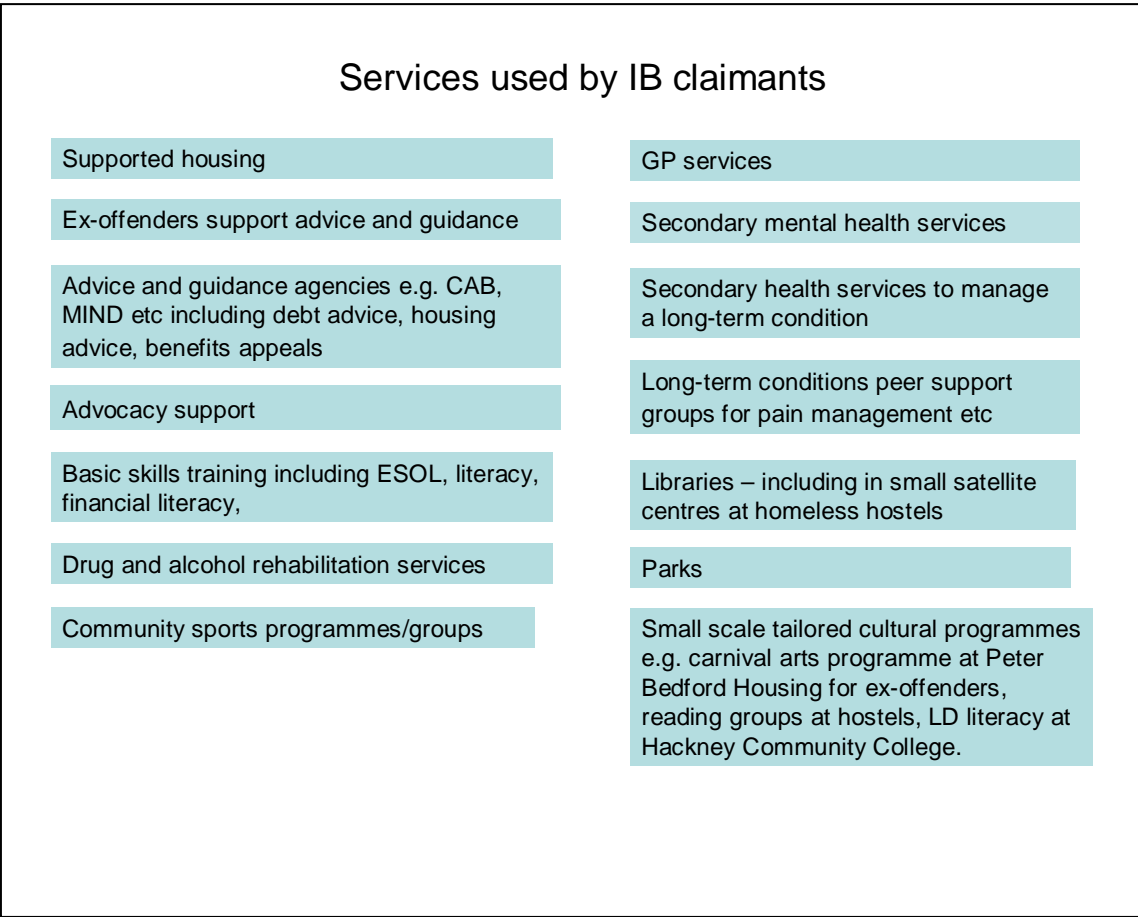 Services used by IB claimants
Supported housing
Ex-offenders support advice and guidance
Advice and guidance agencies e.g. CAB,
MIND etc including debt advice, housing
advice, benefits appeals
Advocacy support
Basic skills training including ESOL, literacy,
financial literacy,
Drug and alcohol rehabilitation services
Community sports programmes/groups
GP services
Secondary mental health services
Secondary health services to manage
a long-term condition
Long-term conditions peer support
groups for pain management etc
Libraries – including in small satellite
centres at homeless hostels
Parks
Small scale tailored cultural programmes
e.g. carnival arts programme at Peter
Bedford Housing for ex-offenders,
reading groups at hostels, LD literacy at
Hackney Community College.